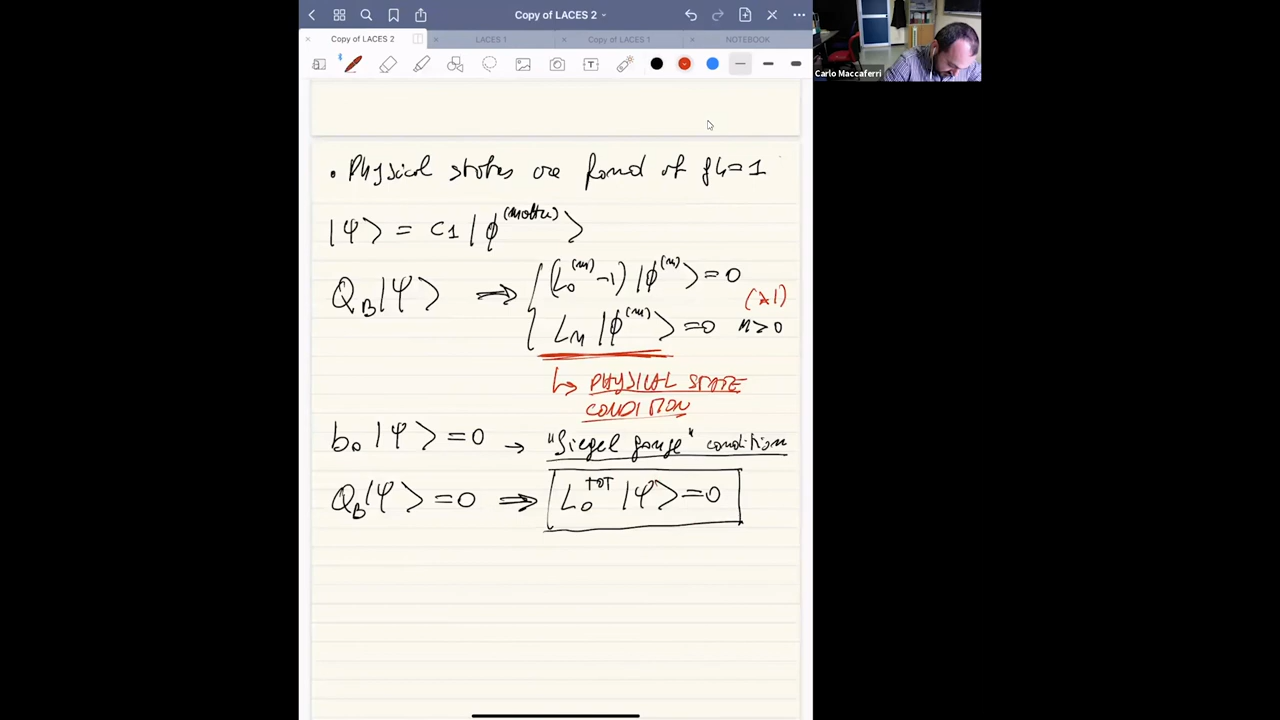 Copy of LACES 2
Copy of LACES 2
LACES 1
Copy of LACES 1
NOTEBOOK
Carlo Maccaferri
• Physical states are found at gh=1
|ψ⟩ = c1 |ϕ^(matter)⟩
Q_B|ψ⟩ ⇒ { (L_0^(m) -1) |ϕ^(m)⟩ =0
L_n |ϕ^(m)⟩ =0 n>0
↳ PHYSICAL STATE
CONDITION
b_0 |ψ⟩ =0 → "Siegel gauge" condition
Q_B|ψ⟩ =0 ⇒ L_0^TOT |ψ⟩ =0